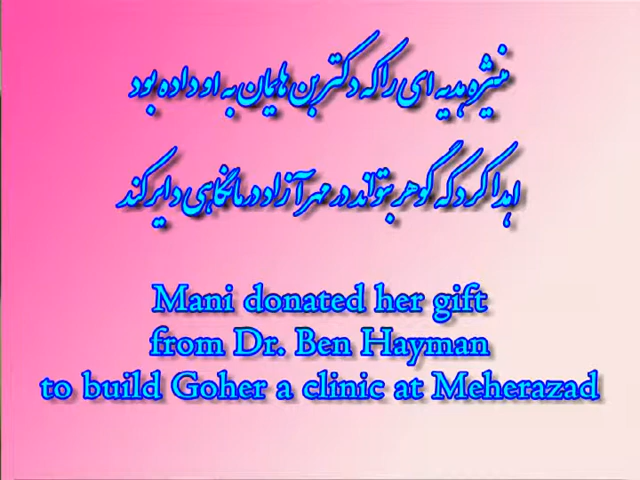 منیژه هدیه ای را که دکتر بن هایمان به او داده بود
اهدا کرد که گوهر بتواند در مهرآزاد درمانگاهی دایر کند
Mani donated her gift
from Dr. Ben Hayman
to build Goher a clinic at Meherazad